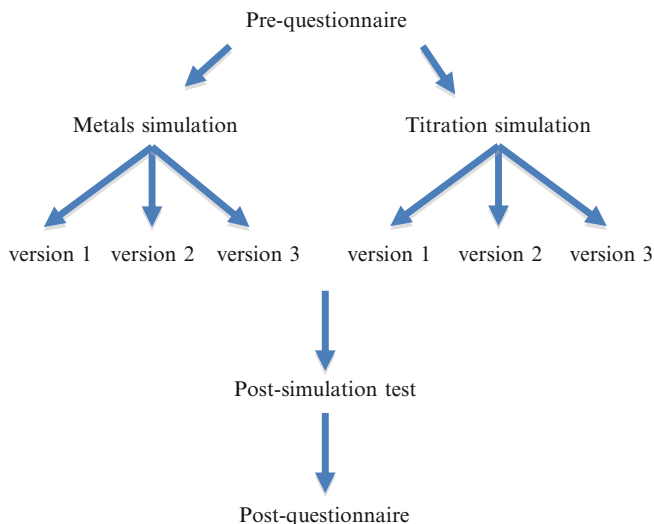 Pre-questionnaire
Metals simulation
Titration simulation
version 1 version 2 version 3
version 1 version 2 version 3
Post-simulation test
Post-questionnaire